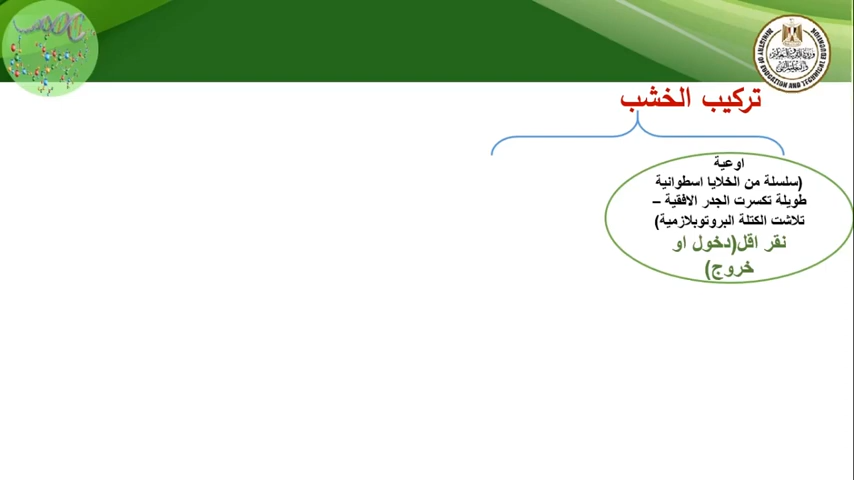 تركيب الخشب
اوعية
(سلسلة من الخلايا اسطوانية
طويلة تكسرت الجدر الافقية –
تلاشت الكتلة البروتوبلازمية)
نقر اقل(دخول او
خروج)